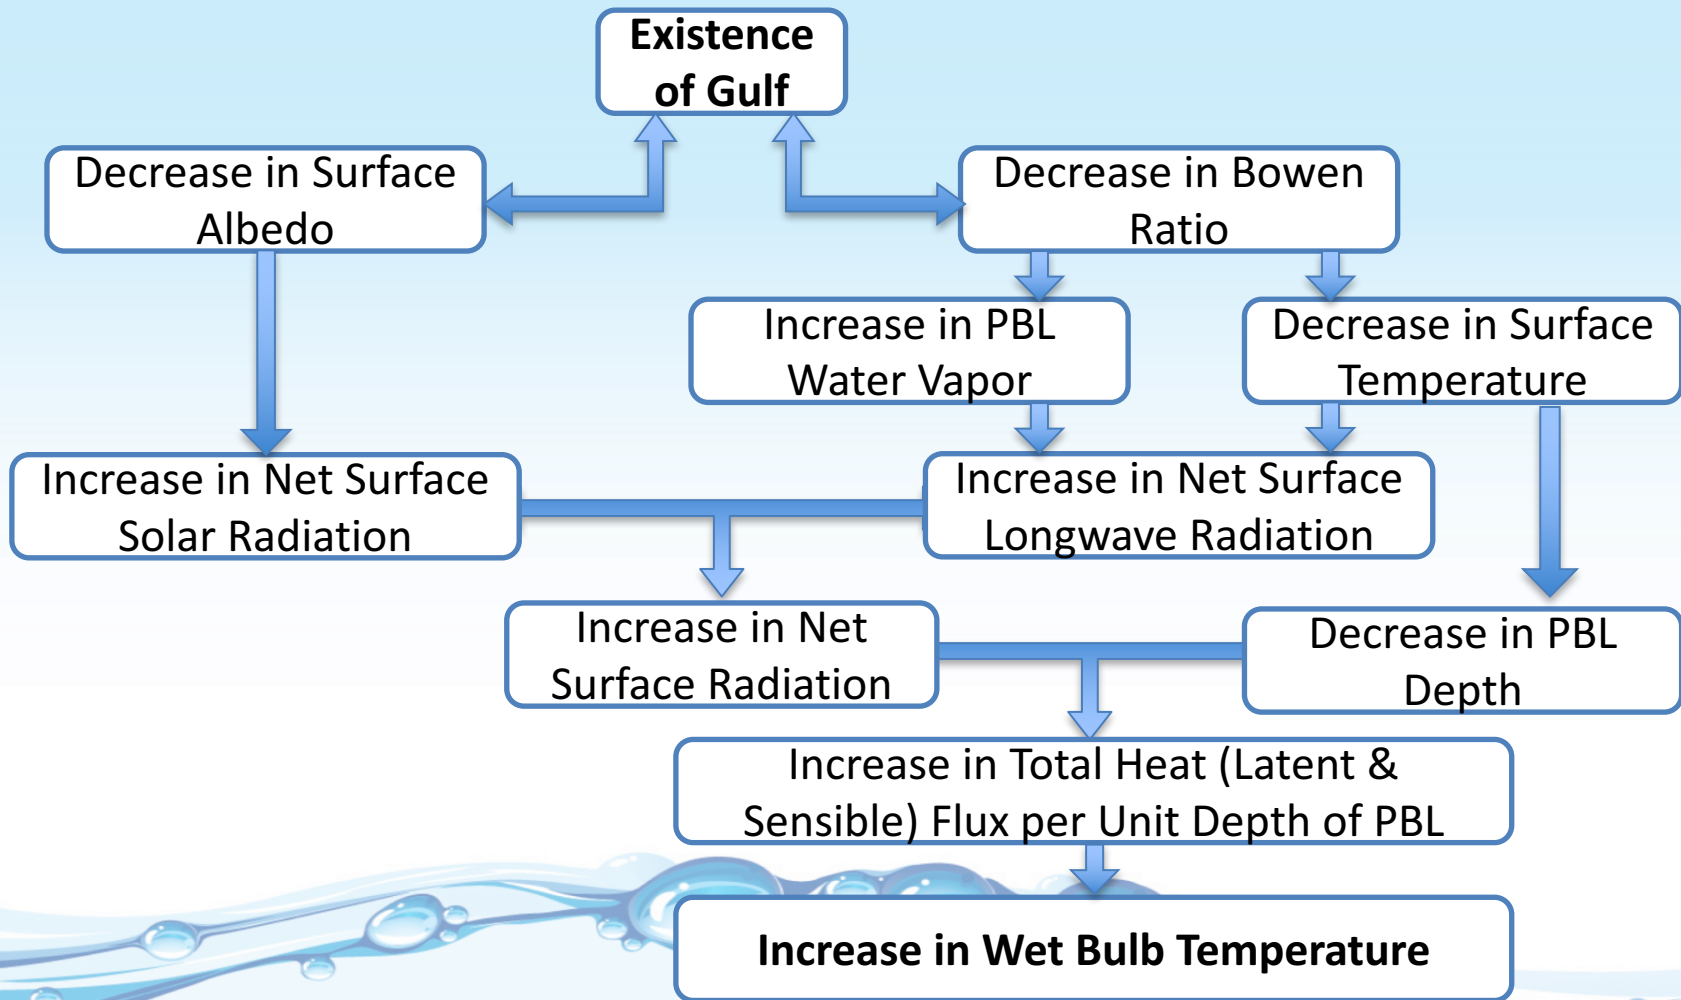 Existence
of Gulf
Decrease in Surface
Albedo
Decrease in Bowen
Ratio
Increase in PBL
Water Vapor
Decrease in Surface
Temperature
Increase in Net Surface
Solar Radiation
Increase in Net Surface
Longwave Radiation
Increase in Net
Surface Radiation
Decrease in PBL
Depth
Increase in Total Heat (Latent &
Sensible) Flux per Unit Depth of PBL
Increase in Wet Bulb Temperature